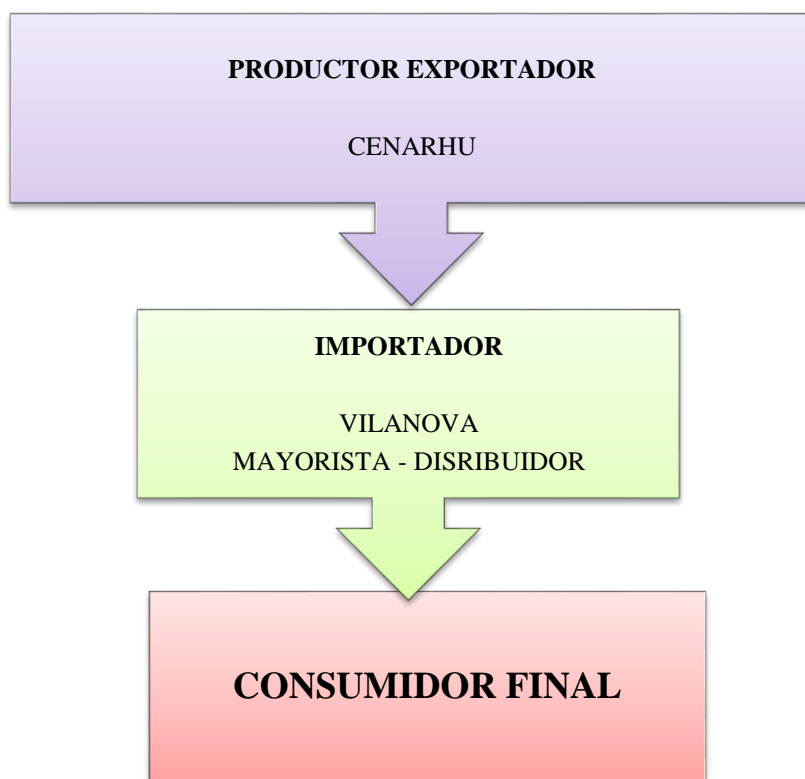 PRODUCTOR EXPORTADOR
CENARHU
IMPORTADOR
VILANOVA
MAYORISTA - DISRIBUIDOR
CONSUMIDOR FINAL